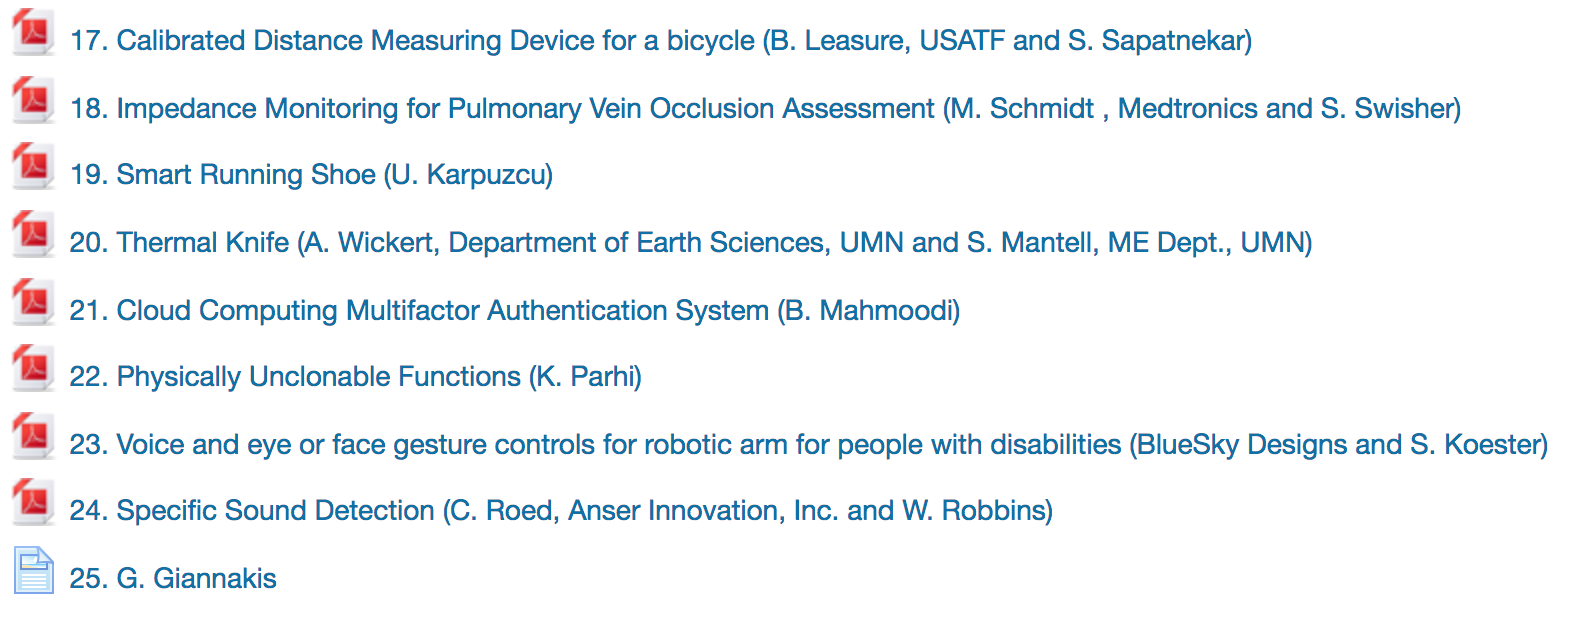 17. Calibrated Distance Measuring Device for a bicycle (B. Leasure, USATF and S. Sapatnekar)
18. Impedance Monitoring for Pulmonary Vein Occlusion Assessment (M. Schmidt , Medtronics and S. Swisher)
19. Smart Running Shoe (U. Karpuzcu)
20. Thermal Knife (A. Wickert, Department of Earth Sciences, UMN and S. Mantell, ME Dept., UMN)
21. Cloud Computing Multifactor Authentication System (B. Mahmoodi)
22. Physically Unclonable Functions (K. Parhi)
23. Voice and eye or face gesture controls for robotic arm for people with disabilities (BlueSky Designs and S. Koester)
24. Specific Sound Detection (C. Roed, Anser Innovation, Inc. and W. Robbins)
25. G. Giannakis